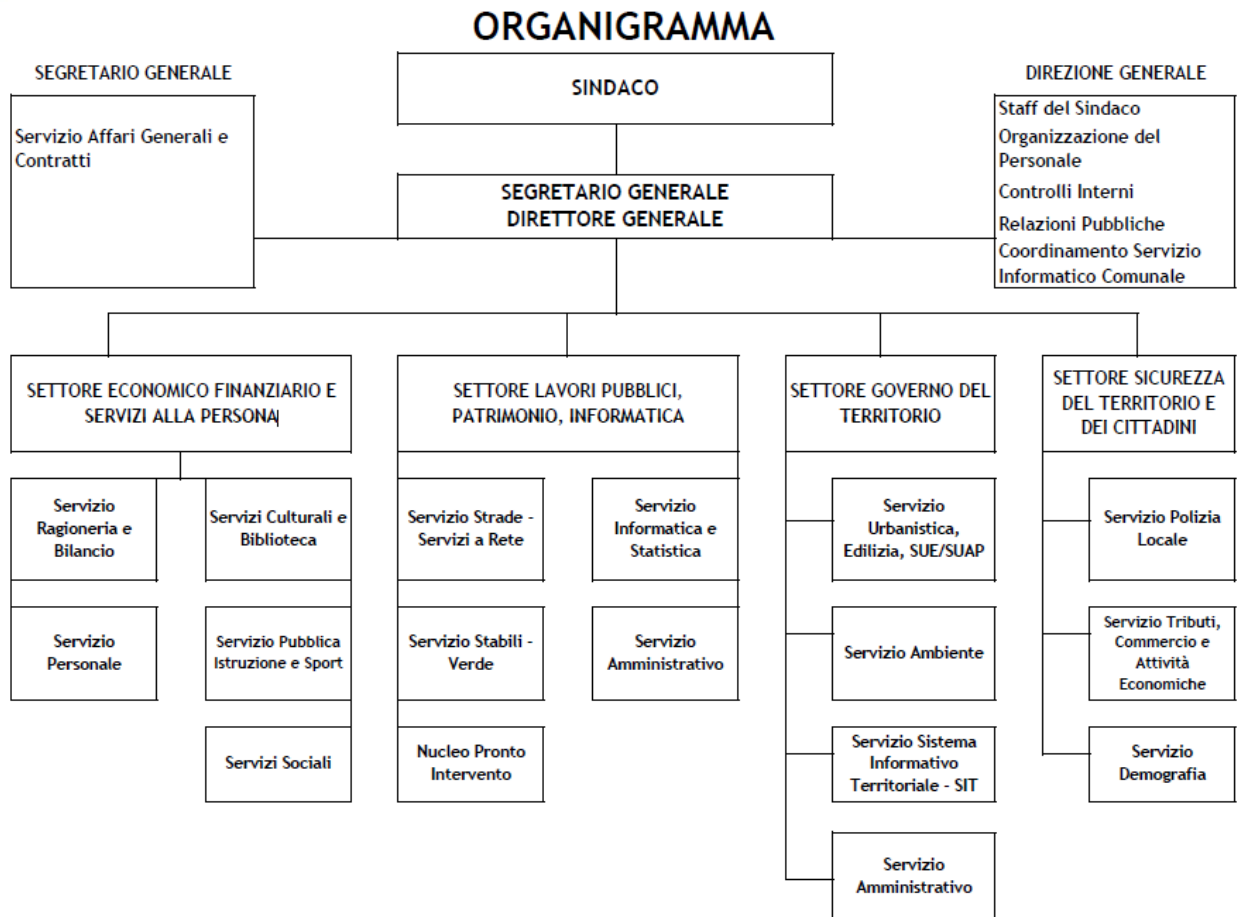 ORGANIGRAMMA
SEGRETARIO GENERALE
Servizio Affari Generali e
Contratti
SINDACO
SEGRETARIO GENERALE
DIRETTORE GENERALE
DIREZIONE GENERALE
Staff del Sindaco
Organizzazione del
Personale
Controlli Interni
Relazioni Pubbliche
Coordinamento Servizio
Informatico Comunale
SETTORE ECONOMICO FINANZIARIO E
SERVIZI ALLA PERSONA
Servizio
Ragioneria e
Bilancio
Servizio
Personale
Servizi Culturali e
Biblioteca
Servizio Pubblica
Istruzione e Sport
Servizi Sociali
SETTORE LAVORI PUBBLICI,
PATRIMONIO, INFORMATICA
Servizio Strade -
Servizi a Rete
Servizio Stabili -
Verde
Nucleo Pronto
Intervento
Servizio
Informatica e
Statistica
Servizio
Amministrativo
SETTORE GOVERNO DEL
TERRITORIO
Servizio
Urbanistica,
Edilizia, SUE/SUAP
Servizio Ambiente
Servizio Sistema
Informativo
Territoriale - SIT
Servizio
Amministrativo
SETTORE SICUREZZA
DEL TERRITORIO E
DEI CITTADINI
Servizio Polizia
Locale
Servizio Tributi,
Commercio e
Attività
Economiche
Servizio
Demografia